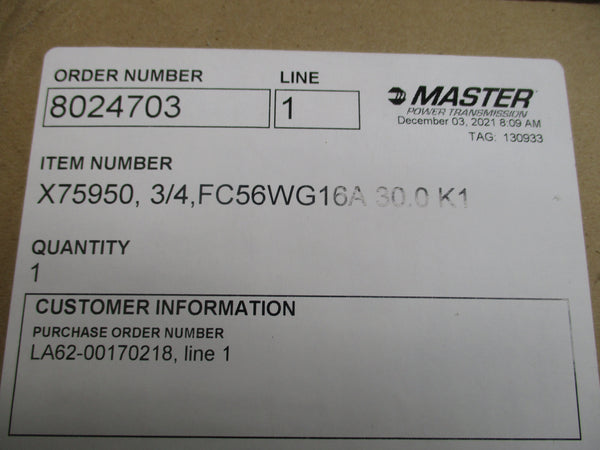 ORDER NUMBER LINE
8024703 1
MASTER
POWER TRANSMISSION
December 03, 2021 8:09 AM
TAG: 130933
ITEM NUMBER
X75950, 3/4,FC56WG16A 30.0 K1
QUANTITY
1
CUSTOMER INFORMATION
PURCHASE ORDER NUMBER
LA62-00170218, line 1